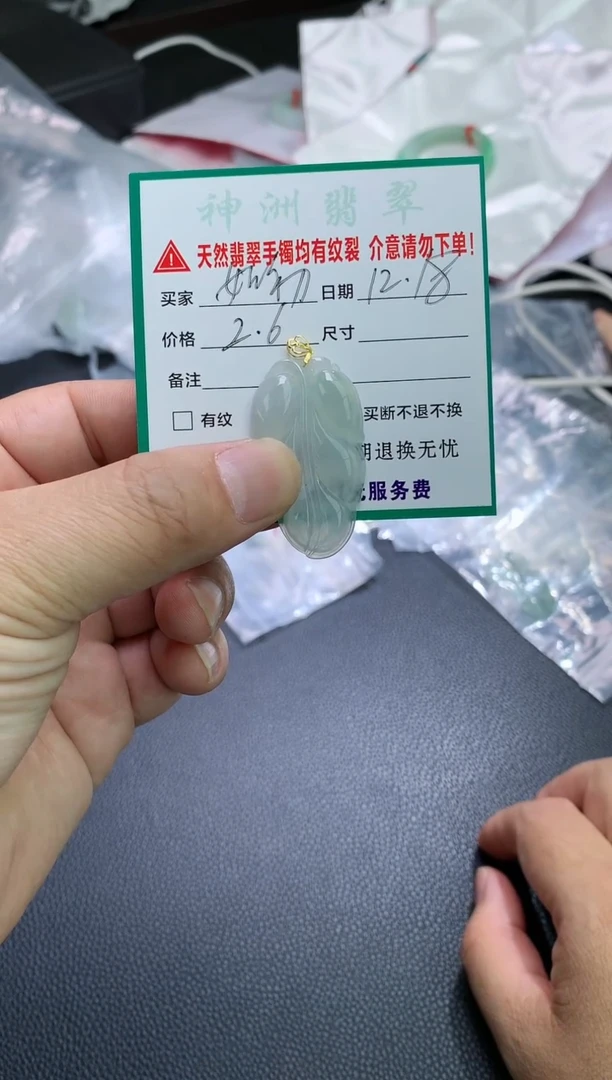 神洲翡翠
天然翡翠手镯均有纹裂 介意请勿下单!
买家 日期 12.18
价格 2.6 尺寸
备注
有纹 买断不退不换
退换无忧
服务费